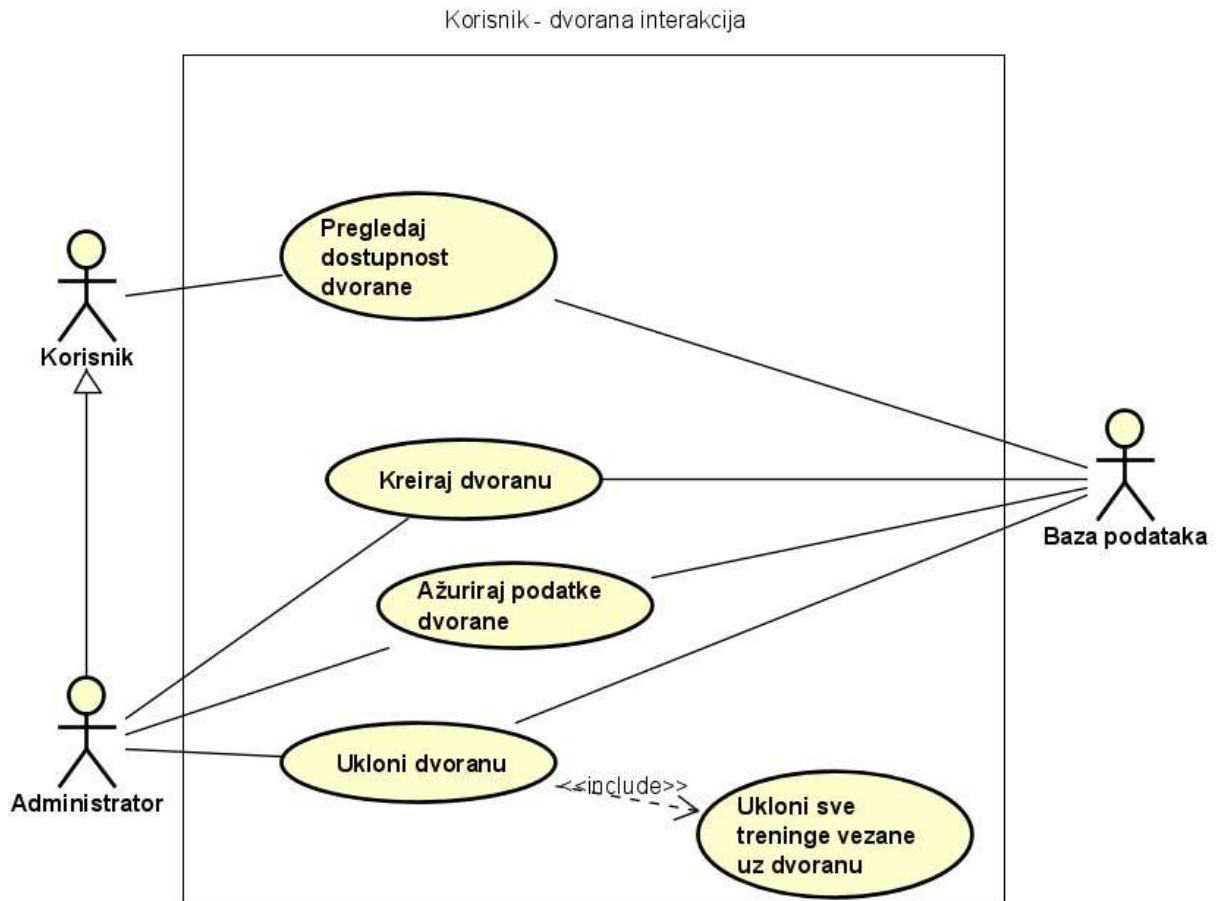 Korisnik - dvorana interakcija
Pregledaj
dostupnost
dvorane
Korisnik
Kreiraj dvoranu
Baza podataka
Ažuriraj podatke
dvorane
Ukloni dvoranu
<<include>>
Administrator
Ukloni sve
treninge vezane
uz dvoranu